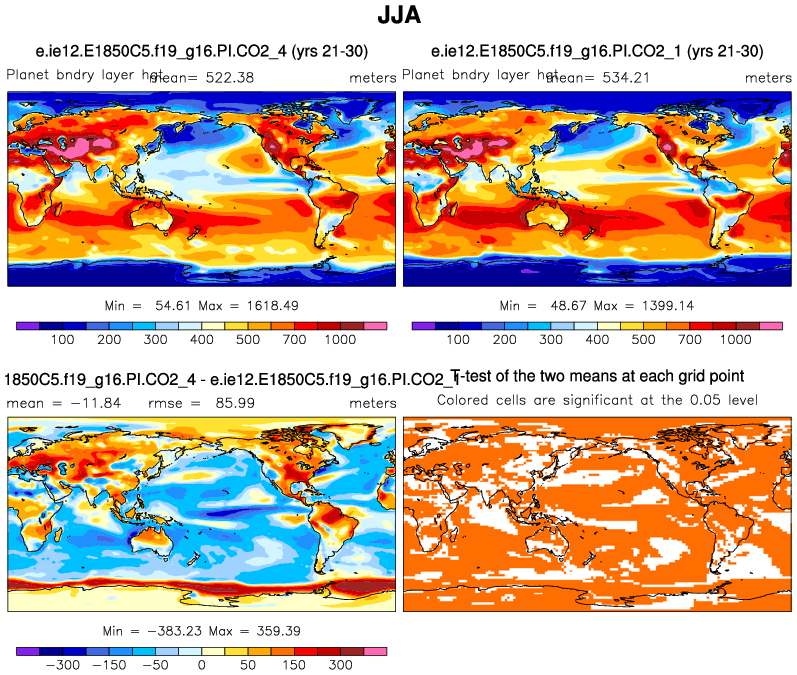 JJA
e.ie12.E1850C5.f19_g16.PI.CO2_4 (yrs 21-30)
Planet bndry layer hgt mean= 522.38 meters
Min = 54.61 Max = 1618.49
100 200 300 400 500 700 1000
e.ie12.E1850C5.f19_g16.PI.CO2_1 (yrs 21-30)
Planet bndry layer hgt mean= 534.21 meters
Min = 48.67 Max = 1399.14
100 200 300 400 500 700 1000
1850C5.f19_g16.PI.CO2_4 - e.ie12.E1850C5.f19_g16.PI.CO2_1
mean = -11.84 rmse = 85.99 meters
Min = -383.23 Max = 359.39
-300 -150 -50 0 50 150 300
T-test of the two means at each grid point
Colored cells are significant at the 0.05 level